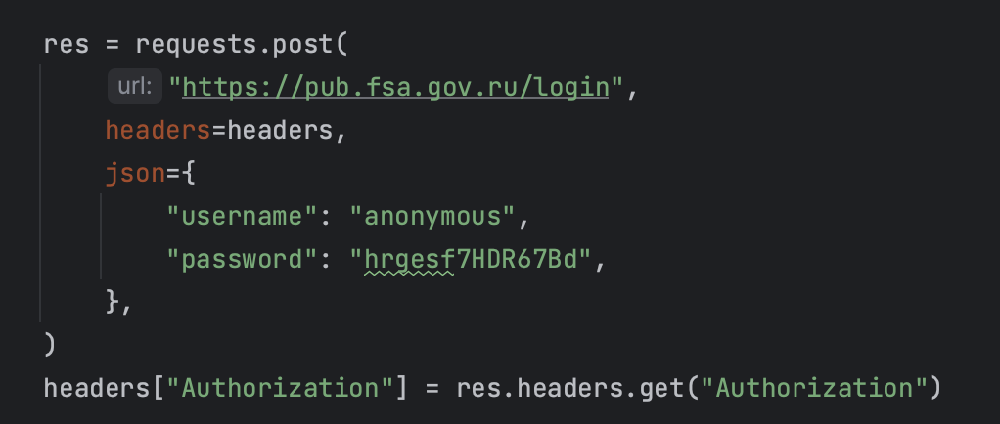 res = requests.post(
url: "https://pub.fsa.gov.ru/login",
headers=headers,
json={
"username": "anonymous",
"password": "hrgesf7HDR67Bd",
},
)
headers["Authorization"] = res.headers.get("Authorization")